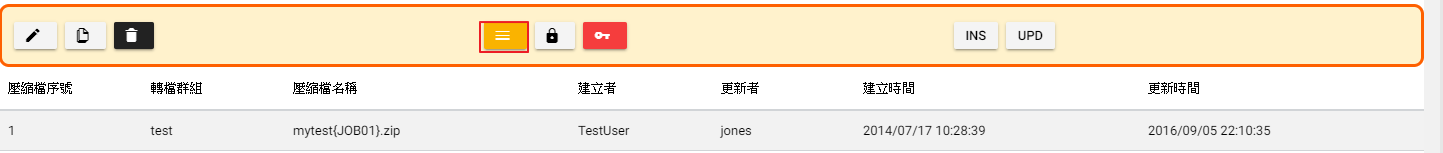 INS UPD
壓縮檔序號 轉檔群組 壓縮檔名稱 建立者 更新者 建立時間 更新時間
1 test mytest{JOB01}.zip TestUser jones 2014/07/17 10:28:39 2016/09/05 22:10:35